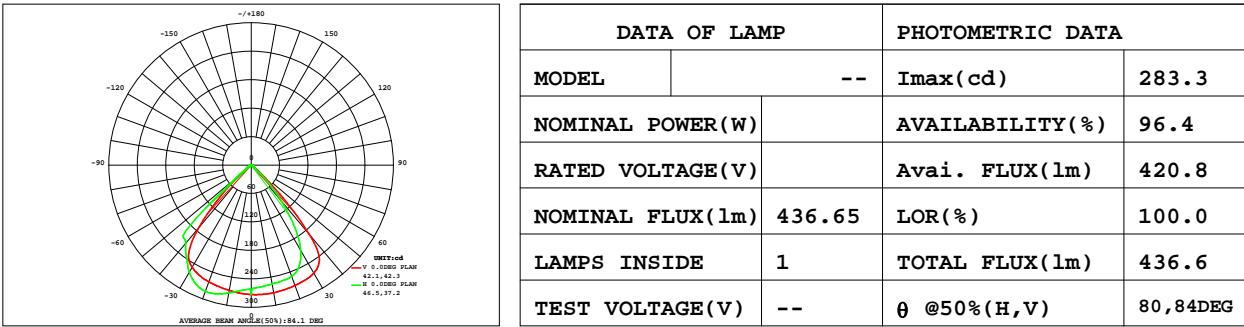 -/+180
-150
150
-120
120
-90
90
-60
60
-30
30
0
0
60
120
180
240
300
UNIT:cd
V 0.0DEG PLAN
42.1,42.3
H 0.0DEG PLAN
46.5,37.2
AVERAGE BEAM ANGLE(50%):84.1 DEG
DATA OF LAMP PHOTOMETRIC DATA
MODEL -- Imax(cd) 283.3
NOMINAL POWER(W) AVAILABILITY(%) 96.4
RATED VOLTAGE(V) Avai. FLUX(lm) 420.8
NOMINAL FLUX(lm) 436.65 LOR(%) 100.0
LAMPS INSIDE 1 TOTAL FLUX(lm) 436.6
TEST VOLTAGE(V) -- θ @50%(H,V) 80,84DEG